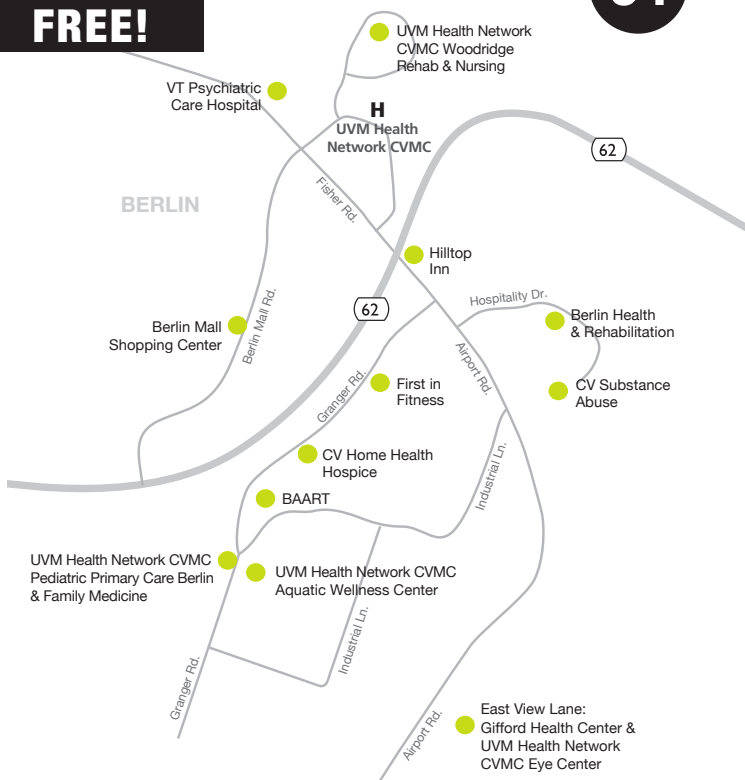 FREE!
UVM Health Network
CVMC Woodridge
Rehab & Nursing
VT Psychiatric
Care Hospital
H
UVM Health
Network CVMC
62
BERLIN
Fisher Rd.
Hilltop
Inn
Hospitality Dr.
62
Berlin Health
& Rehabilitation
Berlin Mall
Shopping Center
Berlin Mall Rd.
Airport Rd.
Granger Rd.
First in
Fitness
CV Substance
Abuse
CV Home Health
Hospice
Industrial Ln.
BAART
UVM Health Network CVMC
Pediatric Primary Care Berlin
& Family Medicine
UVM Health Network CVMC
Aquatic Wellness Center
Industrial Ln.
Granger Rd.
Airport Rd.
East View Lane:
Gifford Health Center &
UVM Health Network
CVMC Eye Center